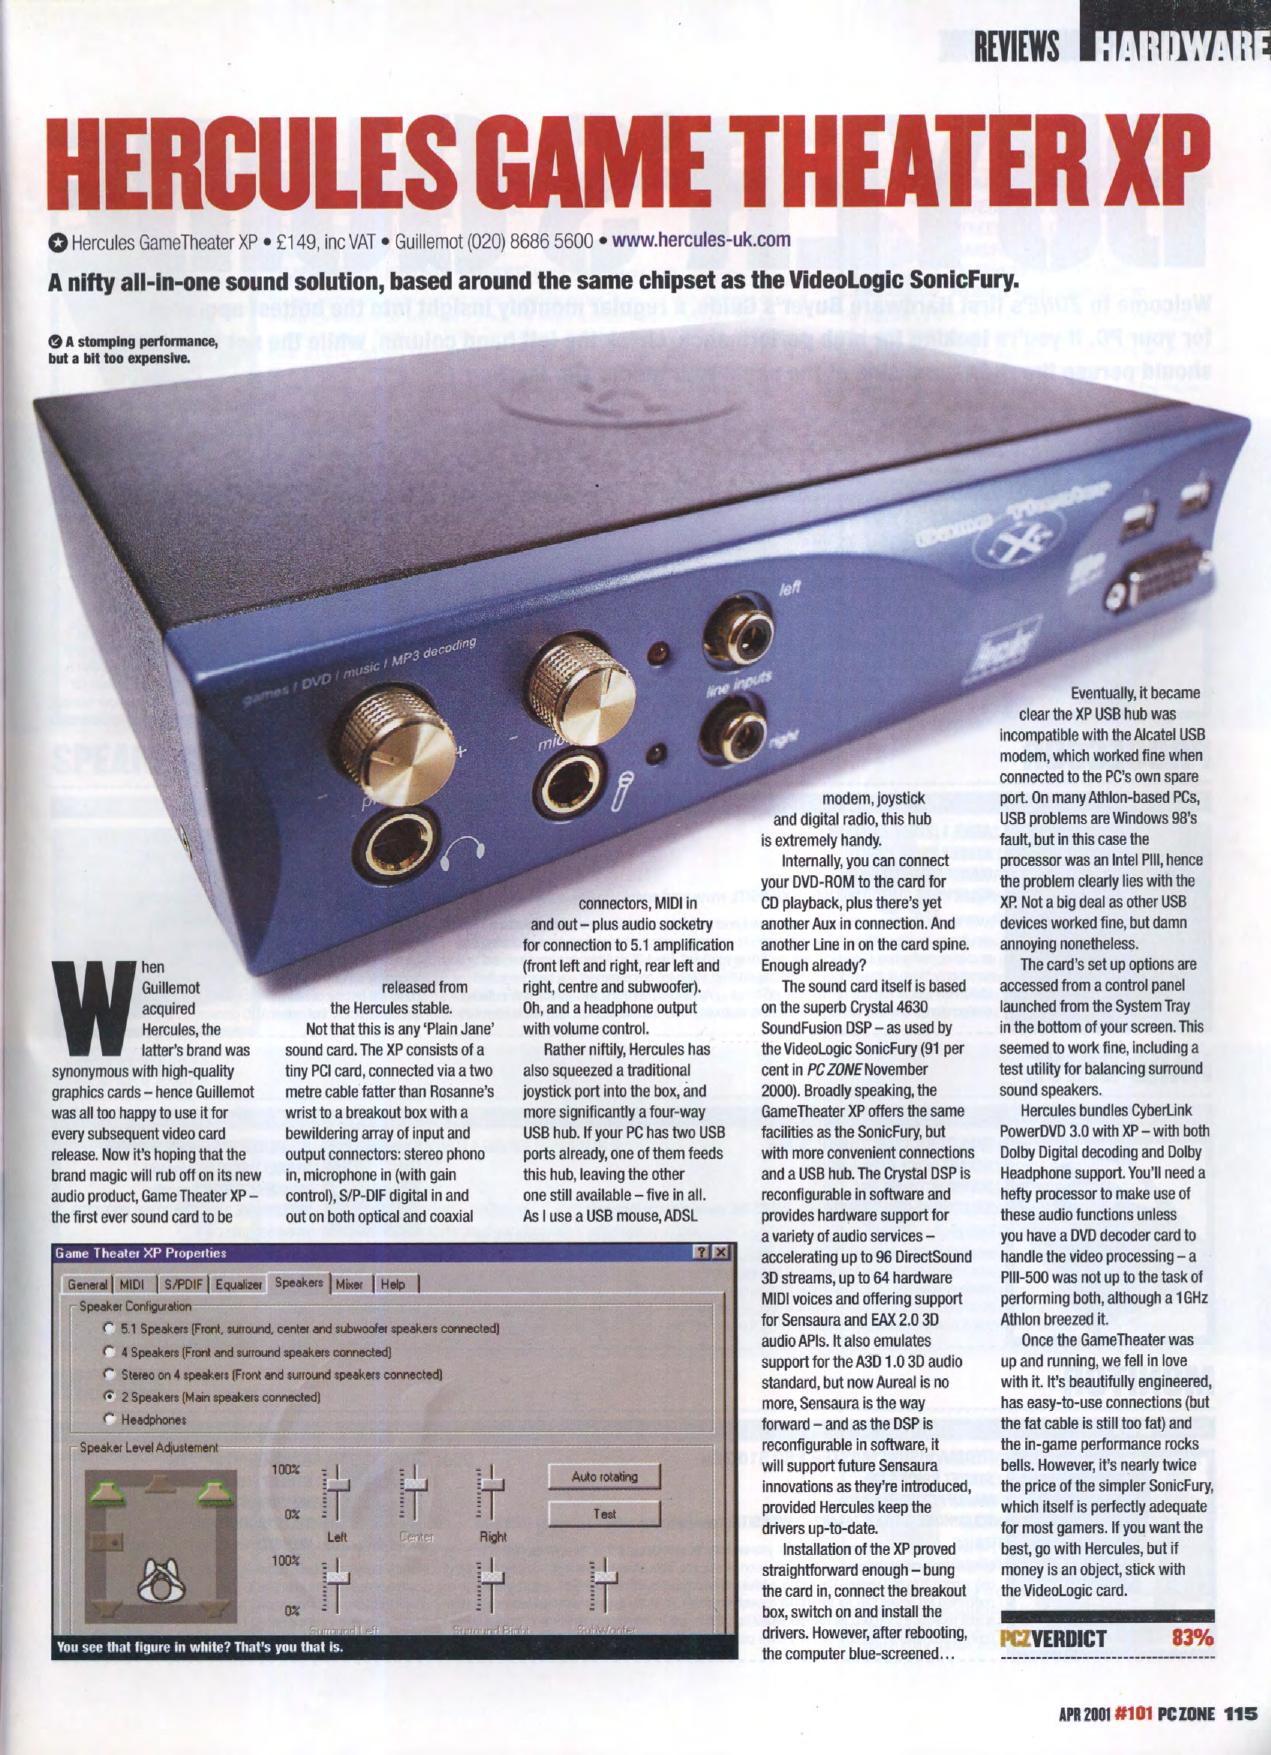 REVIEWS HARDWARE
HERCULES GAME THEATER XP
Hercules GameTheater XP • £149, inc VAT • Guillemot (020) 8686 5600 • www.hercules-uk.com
A nifty all-in-one sound solution, based around the same chipset as the VideoLogic SonicFury.
A stomping performance,
but a bit too expensive.
games / DVD / music / MP3 decoding
Game Theater
XP
Hercules
left
line inputs
right
- +
-
When
Guillemot
acquired
Hercules, the
latter's brand was
synonymous with high-quality
graphics cards – hence Guillemot
was all too happy to use it for
every subsequent video card
release. Now it's hoping that the
brand magic will rub off on its new
audio product, Game Theater XP –
the first ever sound card to be
released from
the Hercules stable.
Not that this is any 'Plain Jane'
sound card. The XP consists of a
tiny PCI card, connected via a two
metre cable fatter than Rosanne's
wrist to a breakout box with a
bewildering array of input and
output connectors: stereo phono
in, microphone in (with gain
control), S/P-DIF digital in and
out on both optical and coaxial
connectors, MIDI in
and out – plus audio socketry
for connection to 5.1 amplification
(front left and right, rear left and
right, centre and subwoofer).
Oh, and a headphone output
with volume control.
Rather niftily, Hercules has
also squeezed a traditional
joystick port into the box, and
more significantly a four-way
USB hub. If your PC has two USB
ports already, one of them feeds
this hub, leaving the other
one still available – five in all.
As I use a USB mouse, ADSL
modem, joystick
and digital radio, this hub
is extremely handy.
Internally, you can connect
your DVD-ROM to the card for
CD playback, plus there's yet
another Aux in connection. And
another Line in on the card spine.
Enough already?
The sound card itself is based
on the superb Crystal 4630
SoundFusion DSP – as used by
the VideoLogic SonicFury (91 per
cent in PC ZONE November
2000). Broadly speaking, the
GameTheater XP offers the same
facilities as the SonicFury, but
with more convenient connections
and a USB hub. The Crystal DSP is
reconfigurable in software and
provides hardware support for
a variety of audio services –
accelerating up to 96 DirectSound
3D streams, up to 64 hardware
MIDI voices and offering support
for Sensaura and EAX 2.0 3D
audio APIs. It also emulates
support for the A3D 1.0 3D audio
standard, but now Aureal is no
more, Sensaura is the way
forward – and as the DSP is
reconfigurable in software, it
will support future Sensaura
innovations as they're introduced,
provided Hercules keep the
drivers up-to-date.
Installation of the XP proved
straightforward enough – bung
the card in, connect the breakout
box, switch on and install the
drivers. However, after rebooting,
the computer blue-screened...
Eventually, it became
clear the XP USB hub was
incompatible with the Alcatel USB
modem, which worked fine when
connected to the PC's own spare
port. On many Athlon-based PCs,
USB problems are Windows 98's
fault, but in this case the
processor was an Intel PIII, hence
the problem clearly lies with the
XP. Not a big deal as other USB
devices worked fine, but damn
annoying nonetheless.
The card's set up options are
accessed from a control panel
launched from the System Tray
in the bottom of your screen. This
seemed to work fine, including a
test utility for balancing surround
sound speakers.
Hercules bundles CyberLink
PowerDVD 3.0 with XP – with both
Dolby Digital decoding and Dolby
Headphone support. You'll need a
hefty processor to make use of
these audio functions unless
you have a DVD decoder card to
handle the video processing – a
PIII-500 was not up to the task of
performing both, although a 1GHz
Athlon breezed it.
Once the GameTheater was
up and running, we fell in love
with it. It's beautifully engineered,
has easy-to-use connections (but
the fat cable is still too fat) and
the in-game performance rocks
bells. However, it's nearly twice
the price of the simpler SonicFury,
which itself is perfectly adequate
for most gamers. If you want the
best, go with Hercules, but if
money is an object, stick with
the VideoLogic card.
PCZVERDICT 83%
Game Theater XP Properties
General MIDI S/PDIF Equalizer Speakers Mixer Help
Speaker Configuration
5.1 Speakers (Front, surround, center and subwoofer speakers connected)
4 Speakers (Front and surround speakers connected)
Stereo on 4 speakers (Front and surround speakers connected)
2 Speakers (Main speakers connected)
Headphones
Speaker Level Adjustement
100%
0%
Left Center Right
Auto rotating
Test
100%
0%
Surround Left Surround Right SubWoofer
You see that figure in white? That's you that is.
APR 2001 #101 PC ZONE 115